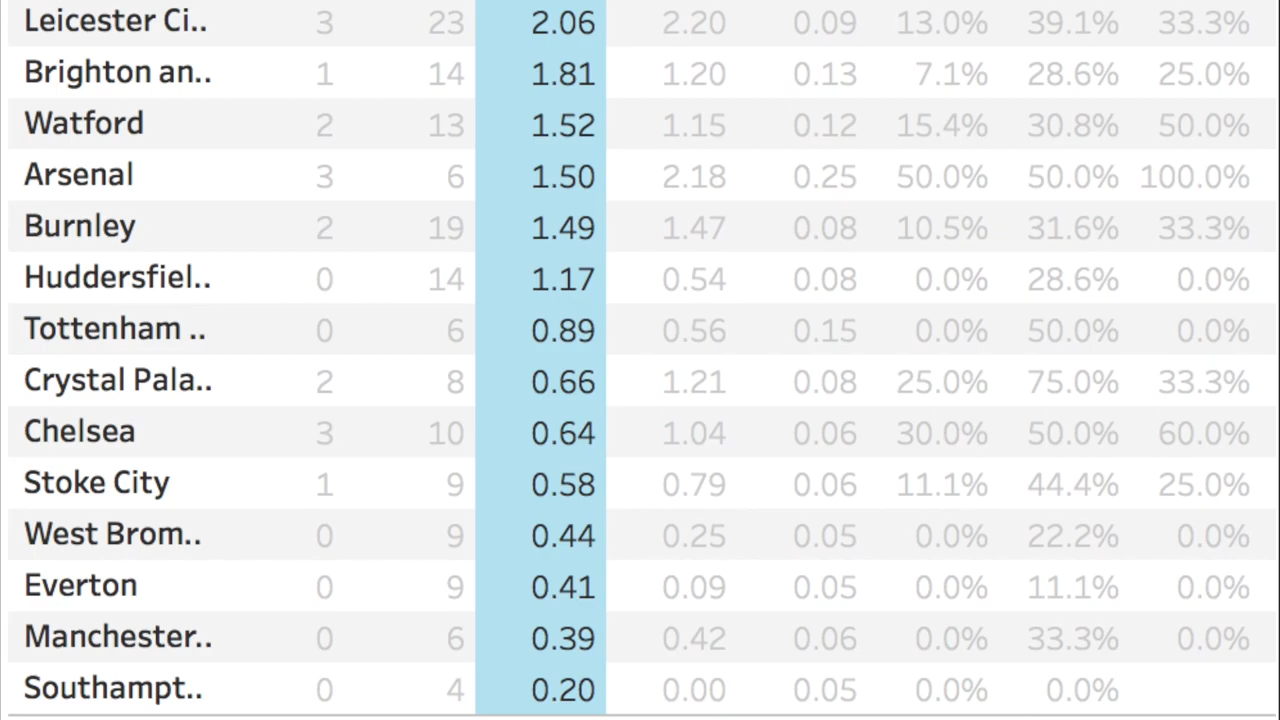 Leicester Ci.. 3 23 2.06 2.20 0.09 13.0% 39.1% 33.3%
Brighton an.. 1 14 1.81 1.20 0.13 7.1% 28.6% 25.0%
Watford 2 13 1.52 1.15 0.12 15.4% 30.8% 50.0%
Arsenal 3 6 1.50 2.18 0.25 50.0% 50.0% 100.0%
Burnley 2 19 1.49 1.47 0.08 10.5% 31.6% 33.3%
Huddersfiel.. 0 14 1.17 0.54 0.08 0.0% 28.6% 0.0%
Tottenham .. 0 6 0.89 0.56 0.15 0.0% 50.0% 0.0%
Crystal Pala.. 2 8 0.66 1.21 0.08 25.0% 75.0% 33.3%
Chelsea 3 10 0.64 1.04 0.06 30.0% 50.0% 60.0%
Stoke City 1 9 0.58 0.79 0.06 11.1% 44.4% 25.0%
West Brom.. 0 9 0.44 0.25 0.05 0.0% 22.2% 0.0%
Everton 0 9 0.41 0.09 0.05 0.0% 11.1% 0.0%
Manchester.. 0 6 0.39 0.42 0.06 0.0% 33.3% 0.0%
Southampt.. 0 4 0.20 0.00 0.05 0.0% 0.0%